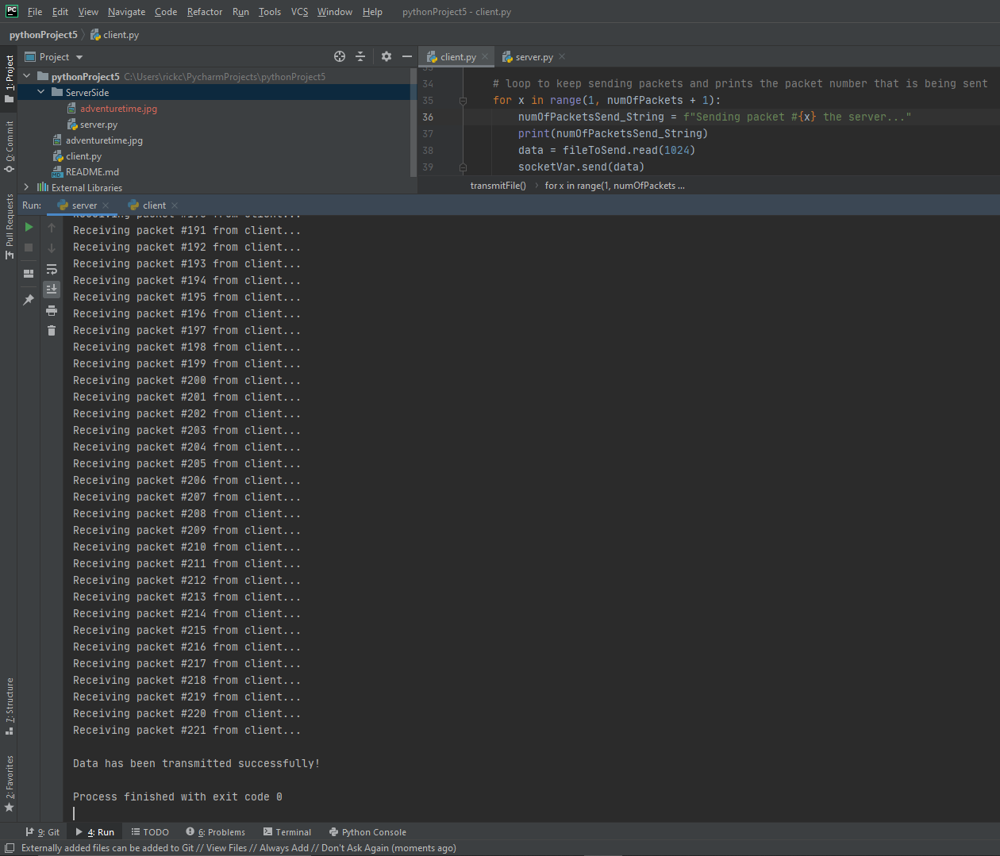 PC File Edit View Navigate Code Refactor Run Tools VCS Window Help pythonProject5 - client.py
pythonProject5 client.py
Project
client.py
server.py
1: Project
0: Commit
Pull Requests
pythonProject5 C:\Users\rickc\PycharmProjects\pythonProject5
ServerSide
adventuretime.jpg
server.py
adventuretime.jpg
client.py
README.md
External Libraries
34 # loop to keep sending packets and prints the packet number that is being sent
35 for x in range(1, numOfPackets + 1):
36 numOfPacketsSend_String = f"Sending packet #{x} the server..."
37 print(numOfPacketsSend_String)
38 data = fileToSend.read(1024)
39 socketVar.send(data)
transmitFile() for x in range(1, numOfPackets ...
Run: server client
Receiving packet #191 from client...
Receiving packet #192 from client...
Receiving packet #193 from client...
Receiving packet #194 from client...
Receiving packet #195 from client...
Receiving packet #196 from client...
Receiving packet #197 from client...
Receiving packet #198 from client...
Receiving packet #199 from client...
Receiving packet #200 from client...
Receiving packet #201 from client...
Receiving packet #202 from client...
Receiving packet #203 from client...
Receiving packet #204 from client...
Receiving packet #205 from client...
Receiving packet #206 from client...
Receiving packet #207 from client...
Receiving packet #208 from client...
Receiving packet #209 from client...
Receiving packet #210 from client...
Receiving packet #211 from client...
Receiving packet #212 from client...
Receiving packet #213 from client...
Receiving packet #214 from client...
Receiving packet #215 from client...
Receiving packet #216 from client...
Receiving packet #217 from client...
Receiving packet #218 from client...
Receiving packet #219 from client...
Receiving packet #220 from client...
Receiving packet #221 from client...
Data has been transmitted successfully!
Process finished with exit code 0
7: Structure
2: Favorites
9: Git 4: Run TODO 6: Problems Terminal Python Console
Externally added files can be added to Git // View Files // Always Add // Don't Ask Again (moments ago)